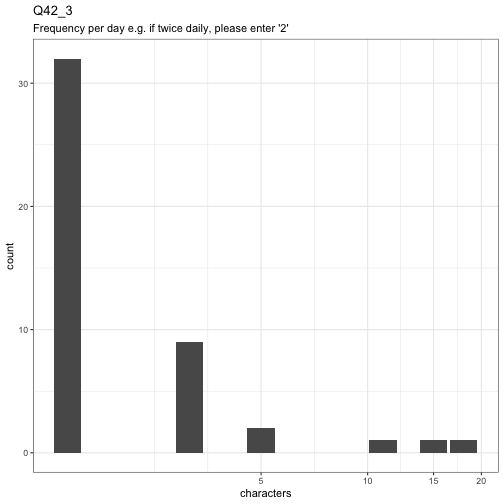 Q42_3
Frequency per day e.g. if twice daily, please enter '2'
30
20
10
0
count
5
10
15
20
characters